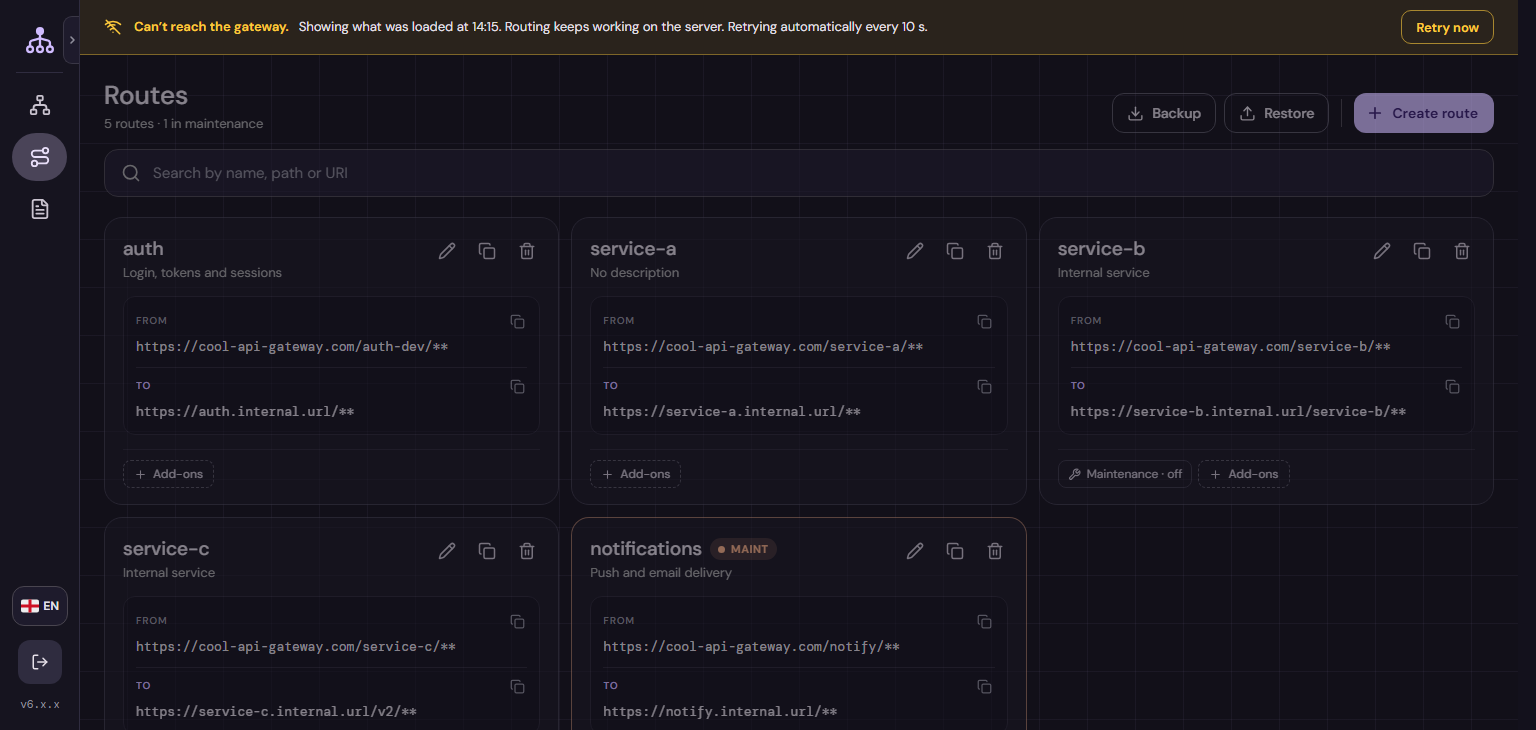 Can't reach the gateway. Showing what was loaded at 14:15. Routing keeps working on the server. Retrying automatically every 10 s.
Retry now
Routes
5 routes · 1 in maintenance
Backup
Restore
Create route
Search by name, path or URI
auth
Login, tokens and sessions
FROM
https://cool-api-gateway.com/auth-dev/**
TO
https://auth.internal.url/**
Add-ons
service-a
No description
FROM
https://cool-api-gateway.com/service-a/**
TO
https://service-a.internal.url/**
Add-ons
service-b
Internal service
FROM
https://cool-api-gateway.com/service-b/**
TO
https://service-b.internal.url/service-b/**
Maintenance · off
Add-ons
service-c
Internal service
FROM
https://cool-api-gateway.com/service-c/**
TO
https://service-c.internal.url/v2/**
notifications
MAINT
Push and email delivery
FROM
https://cool-api-gateway.com/notify/**
TO
https://notify.internal.url/**
EN
v6.x.x